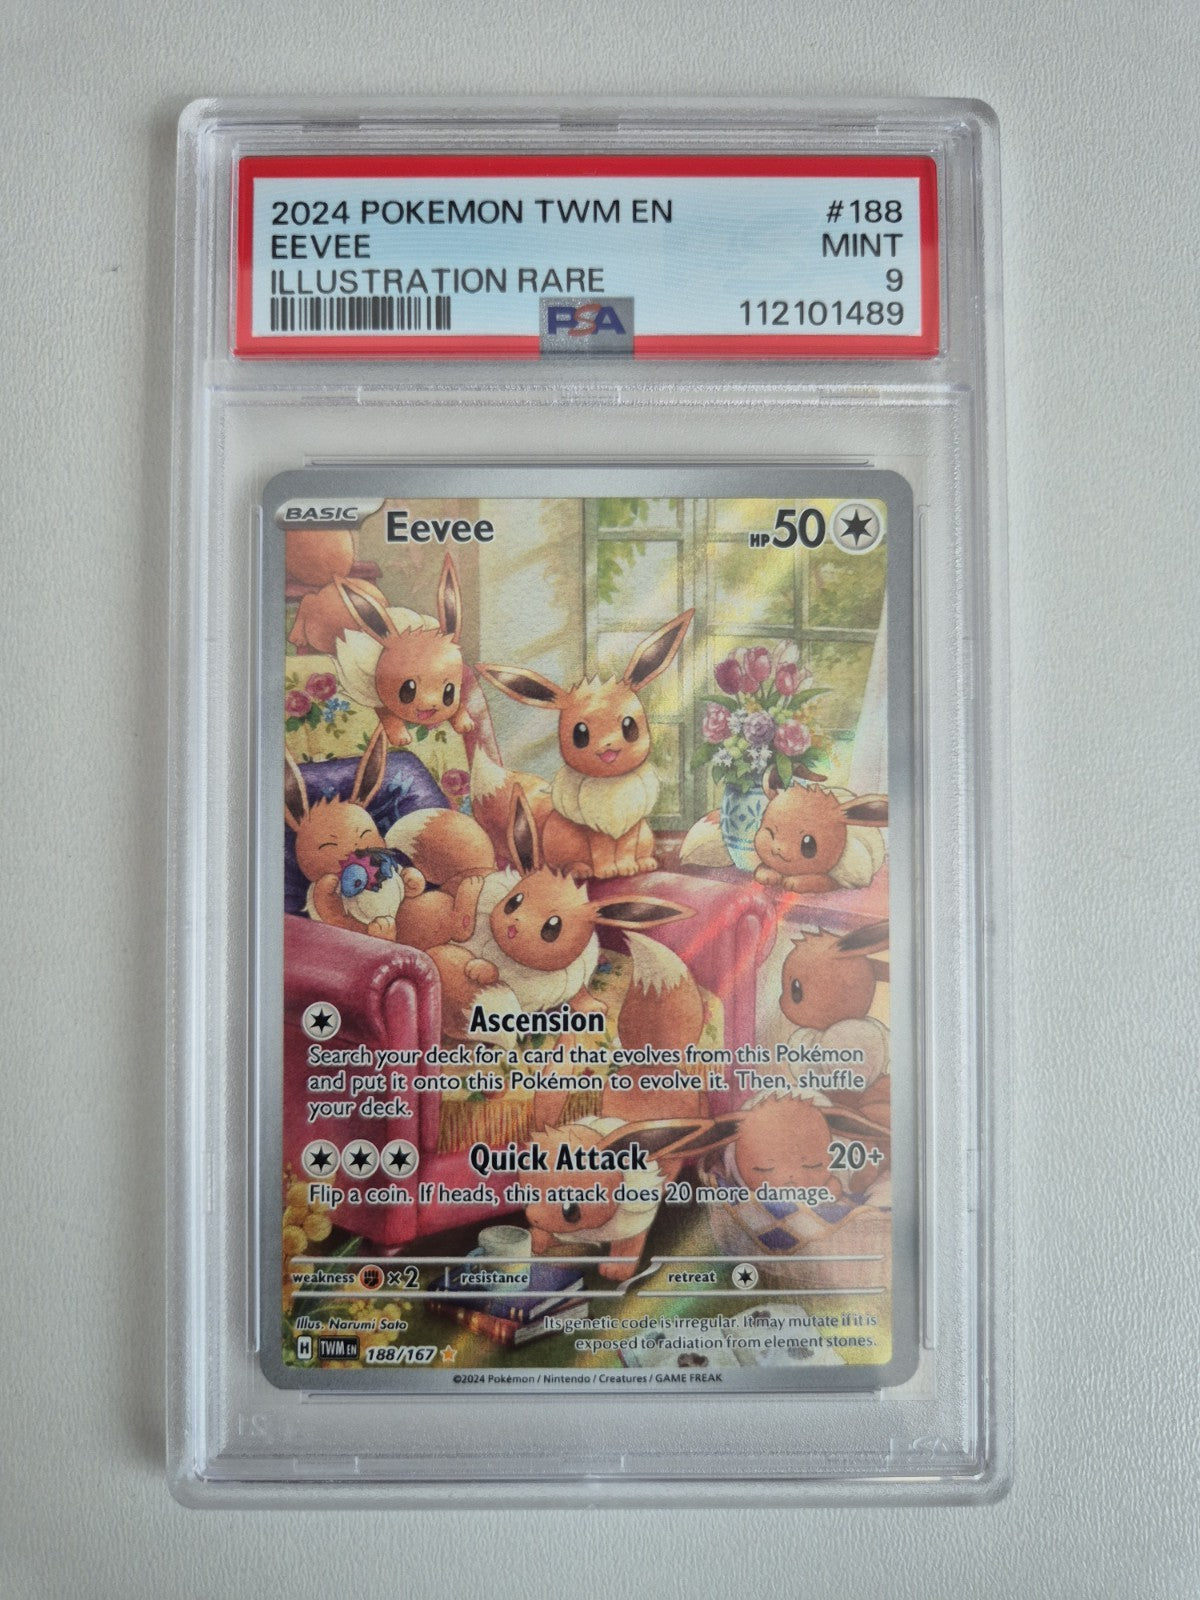 2024 POKEMON TWM EN #188
EEVEE MINT
ILLUSTRATION RARE 9
PSA 112101489
BASIC Eevee HP 50
Ascension
Search your deck for a card that evolves from this Pokémon
and put it onto this Pokémon to evolve it. Then, shuffle
your deck.
Quick Attack 20+
Flip a coin. If heads, this attack does 20 more damage.
weakness ×2 resistance retreat
Illus. Narumi Sato
Its genetic code is irregular. It may mutate if it is
exposed to radiation from element stones.
H TWM EN 188/167
©2024 Pokémon / Nintendo / Creatures / GAME FREAK